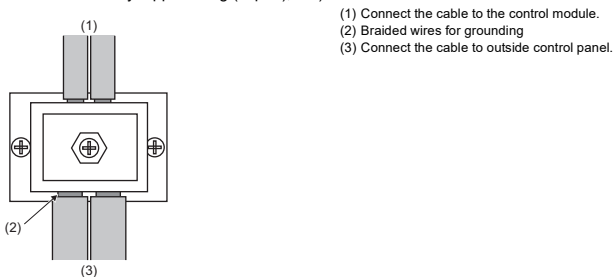 (1) Connect the cable to the control module.
(2) Braided wires for grounding
(3) Connect the cable to outside control panel.
(1)
(2)
(3)